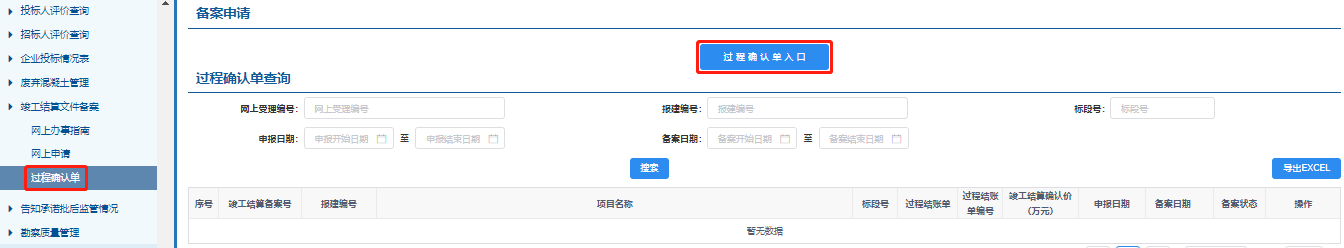 投标人评价查询
招标人评价查询
企业投标情况表
废弃混凝土管理
竣工结算文件备案
网上办事指南
网上申请
过程确认单
告知承诺批后监管情况
勘察质量管理
备案申请
过程确认单入口
过程确认单查询
网上受理编号: 网上受理编号 报建编号: 报建编号 标段号: 标段号
申报日期: 申报开始日期 至 申报结束日期 备案日期: 备案开始日期 至 备案结束日期
搜索 导出EXCEL
序号 竣工结算备案号 报建编号 项目名称 标段号 过程结账单 过程结账单编号 竣工结算确认价(万元) 申报日期 备案日期 备案状态 操作
暂无数据